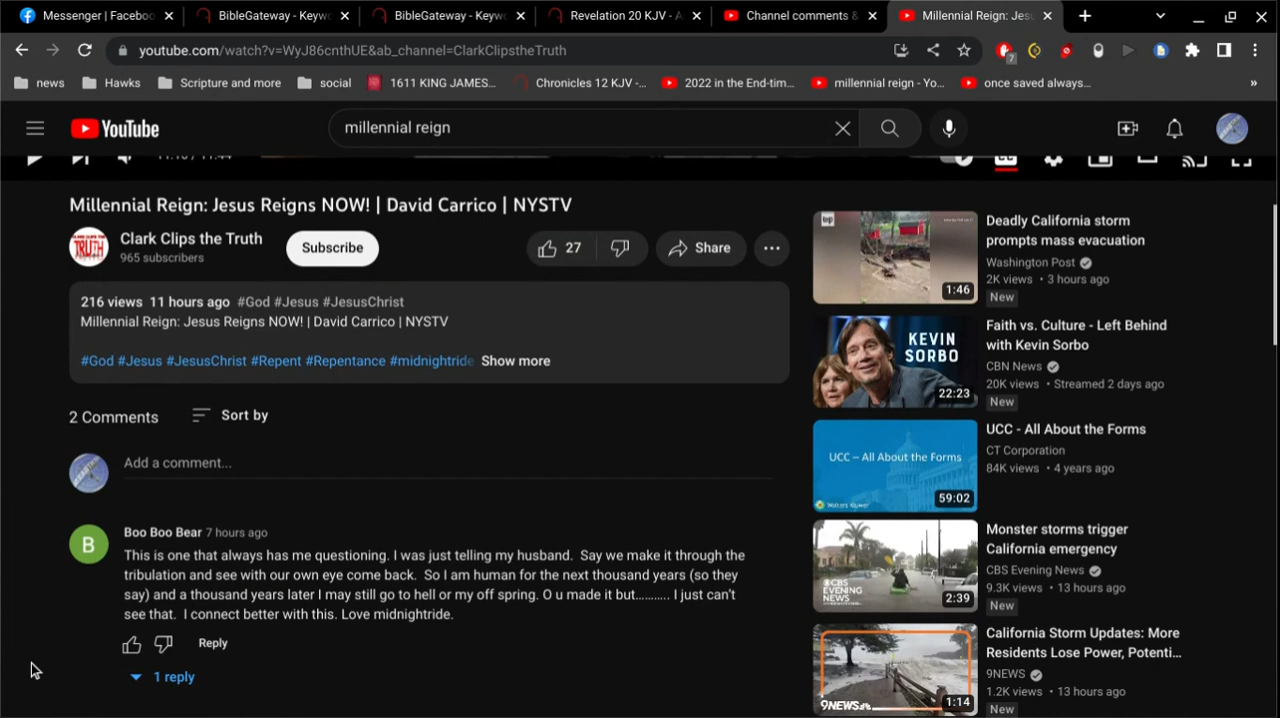 Messenger | Faceboo
BibleGateway - Keyw
BibleGateway - Keyw
Revelation 20 KJV - A
Channel comments &
Millennial Reign: Jesu
youtube.com/watch?v=WyJ86cnthUE&ab_channel=ClarkClipstheTruth
7
news
Hawks
Scripture and more
social
1611 KING JAMES...
Chronicles 12 KJV -...
2022 in the End-tim...
millennial reign - Yo...
once saved always...
»
YouTube
millennial reign
Millennial Reign: Jesus Reigns NOW! | David Carrico | NYSTV
Clark Clips the Truth
965 subscribers
Subscribe
27
Share
216 views 11 hours ago #God #Jesus #JesusChrist
Millennial Reign: Jesus Reigns NOW! | David Carrico | NYSTV
#God #Jesus #JesusChrist #Repent #Repentance #midnightride Show more
2 Comments
Sort by
Add a comment...
B
Boo Boo Bear 7 hours ago
This is one that always has me questioning. I was just telling my husband. Say we make it through the
tribulation and see with our own eye come back. So I am human for the next thousand years (so they
say) and a thousand years later I may still go to hell or my off spring. O u made it but.......... I just can't
see that. I connect better with this. Love midnightride.
Reply
1 reply
1:46
Deadly California storm
prompts mass evacuation
Washington Post
2K views • 3 hours ago
New
KEVIN
SORBO
22:23
Faith vs. Culture - Left Behind
with Kevin Sorbo
CBN News
20K views • Streamed 2 days ago
New
UCC – All About the Forms
Wolters Kluwer
59:02
UCC - All About the Forms
CT Corporation
84K views • 4 years ago
CBS
EVENING
NEWS
2:39
Monster storms trigger
California emergency
CBS Evening News
9.3K views • 13 hours ago
New
9NEWS
1:14
California Storm Updates: More
Residents Lose Power, Potenti...
9NEWS
1.2K views • 13 hours ago
New